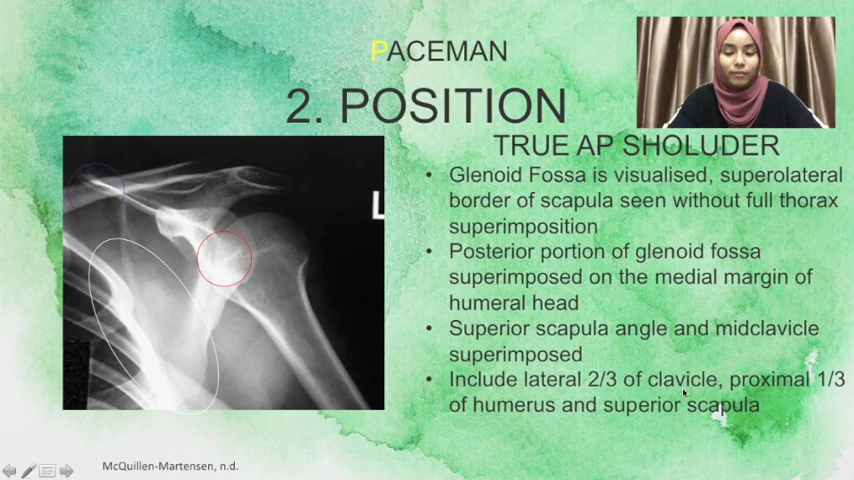 PACEMAN
2. POSITION
TRUE AP SHOLUDER
• Glenoid Fossa is visualised, superolateral
border of scapula seen without full thorax
superimposition
• Posterior portion of glenoid fossa
superimposed on the medial margin of
humeral head
• Superior scapula angle and midclavicle
superimposed
• Include lateral 2/3 of clavicle, proximal 1/3
of humerus and superior scapula
L
McQuillen-Martensen, n.d.